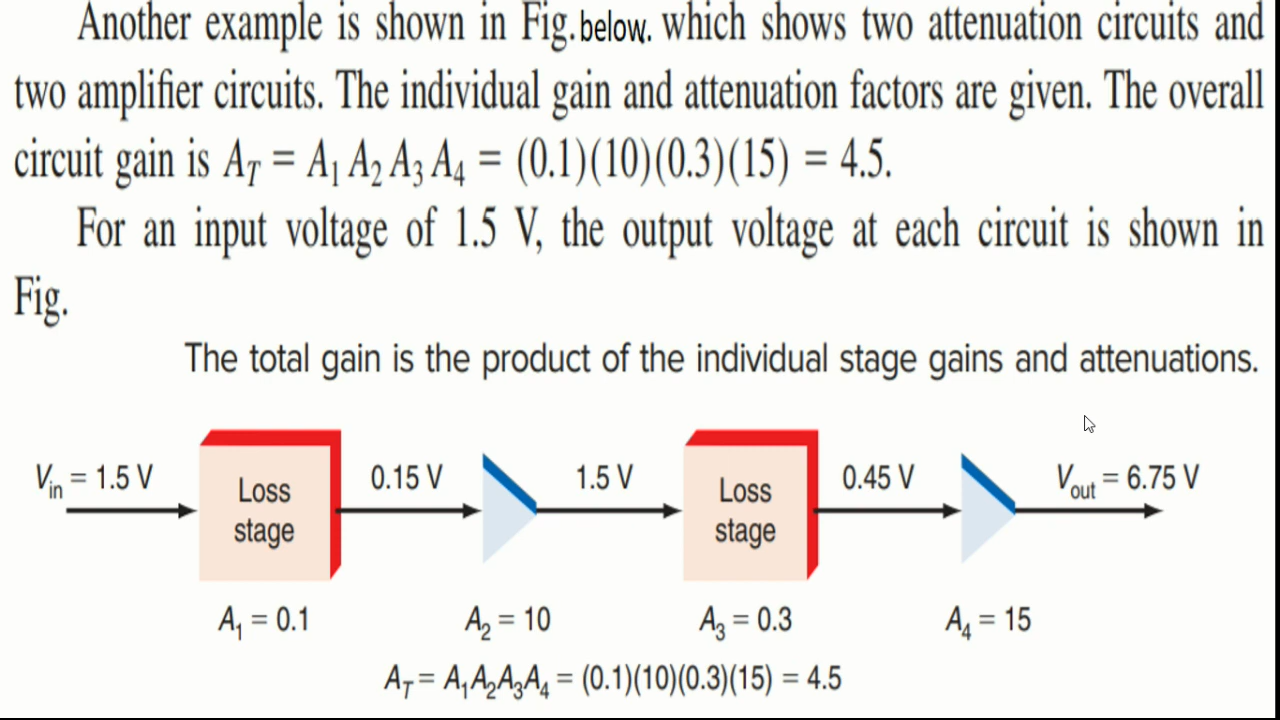 Another example is shown in Fig. below. which shows two attenuation circuits and
two amplifier circuits. The individual gain and attenuation factors are given. The overall
circuit gain is A_T = A_1 A_2 A_3 A_4 = (0.1)(10)(0.3)(15) = 4.5.
For an input voltage of 1.5 V, the output voltage at each circuit is shown in
Fig.
The total gain is the product of the individual stage gains and attenuations.
V_in = 1.5 V
Loss
stage
0.15 V
1.5 V
Loss
stage
0.45 V
V_out = 6.75 V
A_1 = 0.1
A_2 = 10
A_3 = 0.3
A_4 = 15
A_T = A_1A_2A_3A_4 = (0.1)(10)(0.3)(15) = 4.5